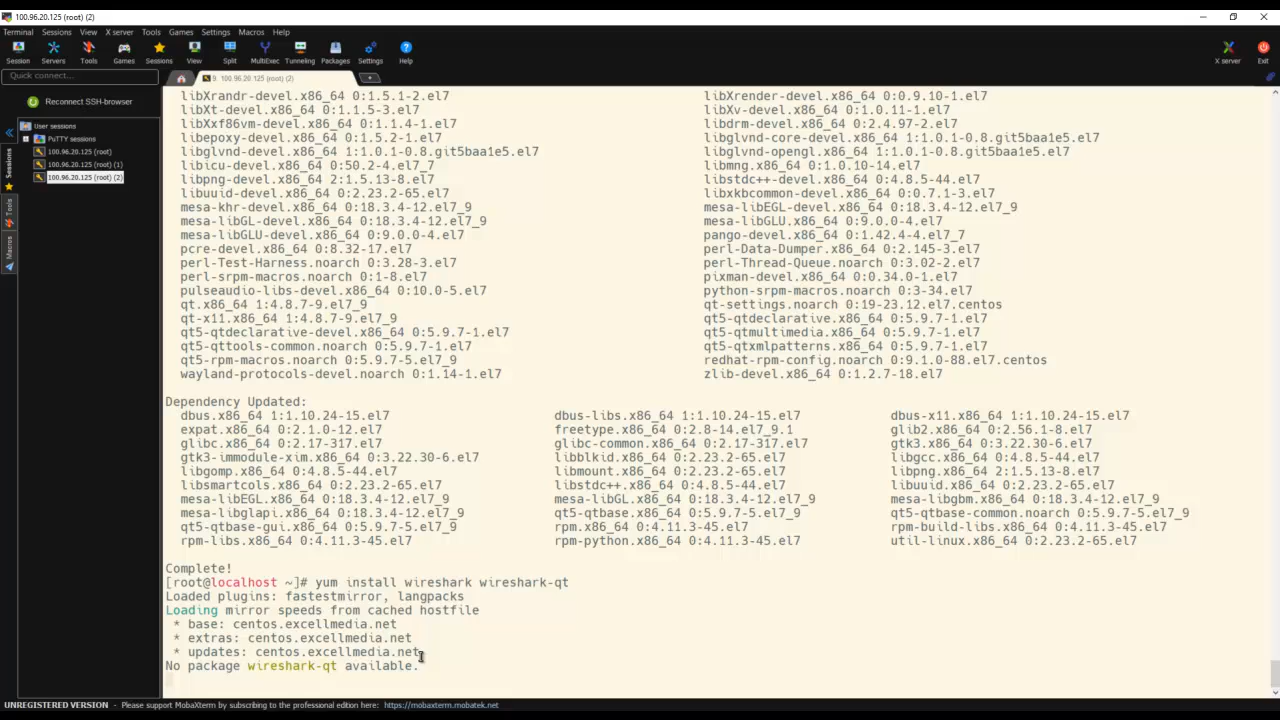 100.96.20.125 (root) (2)
Terminal Sessions View X server Tools Games Settings Macros Help
Session Servers Tools Games Sessions View Split MultiExec Tunneling Packages Settings Help X server Exit
Quick connect...
9. 100.96.20.125 (root) (2)
Reconnect SSH-browser
User sessions
PuTTY sessions
100.96.20.125 (root)
100.96.20.125 (root) (1)
100.96.20.125 (root) (2)
Sessions
Tools
Macros
libXrandr-devel.x86_64 0:1.5.1-2.el7 libXrender-devel.x86_64 0:0.9.10-1.el7
libXt-devel.x86_64 0:1.1.5-3.el7 libXv-devel.x86_64 0:1.0.11-1.el7
libXxf86vm-devel.x86_64 0:1.1.4-1.el7 libdrm-devel.x86_64 0:2.4.97-2.el7
libepoxy-devel.x86_64 0:1.5.2-1.el7 libglvnd-core-devel.x86_64 1:1.0.1-0.8.git5baa1e5.el7
libglvnd-devel.x86_64 1:1.0.1-0.8.git5baa1e5.el7 libglvnd-opengl.x86_64 1:1.0.1-0.8.git5baa1e5.el7
libicu-devel.x86_64 0:50.2-4.el7_7 libmng.x86_64 0:1.0.10-14.el7
libpng-devel.x86_64 2:1.5.13-8.el7 libstdc++-devel.x86_64 0:4.8.5-44.el7
libuuid-devel.x86_64 0:2.23.2-65.el7 libxkbcommon-devel.x86_64 0:0.7.1-3.el7
mesa-khr-devel.x86_64 0:18.3.4-12.el7_9 mesa-libEGL-devel.x86_64 0:18.3.4-12.el7_9
mesa-libGL-devel.x86_64 0:18.3.4-12.el7_9 mesa-libGLU.x86_64 0:9.0.0-4.el7
mesa-libGLU-devel.x86_64 0:9.0.0-4.el7 pango-devel.x86_64 0:1.42.4-4.el7_7
pcre-devel.x86_64 0:8.32-17.el7 perl-Data-Dumper.x86_64 0:2.145-3.el7
perl-Test-Harness.noarch 0:3.28-3.el7 perl-Thread-Queue.noarch 0:3.02-2.el7
perl-srpm-macros.noarch 0:1-8.el7 pixman-devel.x86_64 0:0.34.0-1.el7
pulseaudio-libs-devel.x86_64 0:10.0-5.el7 python-srpm-macros.noarch 0:3-34.el7
qt.x86_64 1:4.8.7-9.el7_9 qt-settings.noarch 0:19-23.12.el7.centos
qt-x11.x86_64 1:4.8.7-9.el7_9 qt5-qtdeclarative.x86_64 0:5.9.7-1.el7
qt5-qtdeclarative-devel.x86_64 0:5.9.7-1.el7 qt5-qtmultimedia.x86_64 0:5.9.7-1.el7
qt5-qttools-common.noarch 0:5.9.7-1.el7 qt5-qtxmlpatterns.x86_64 0:5.9.7-1.el7
qt5-rpm-macros.noarch 0:5.9.7-5.el7_9 redhat-rpm-config.noarch 0:9.1.0-88.el7.centos
wayland-protocols-devel.noarch 0:1.14-1.el7 zlib-devel.x86_64 0:1.2.7-18.el7
Dependency Updated:
dbus.x86_64 1:1.10.24-15.el7 dbus-libs.x86_64 1:1.10.24-15.el7 dbus-x11.x86_64 1:1.10.24-15.el7
expat.x86_64 0:2.1.0-12.el7 freetype.x86_64 0:2.8-14.el7_9.1 glib2.x86_64 0:2.56.1-8.el7
glibc.x86_64 0:2.17-317.el7 glibc-common.x86_64 0:2.17-317.el7 gtk3.x86_64 0:3.22.30-6.el7
gtk3-immodule-xim.x86_64 0:3.22.30-6.el7 libblkid.x86_64 0:2.23.2-65.el7 libgcc.x86_64 0:4.8.5-44.el7
libgomp.x86_64 0:4.8.5-44.el7 libmount.x86_64 0:2.23.2-65.el7 libpng.x86_64 2:1.5.13-8.el7
libsmartcols.x86_64 0:2.23.2-65.el7 libstdc++.x86_64 0:4.8.5-44.el7 libuuid.x86_64 0:2.23.2-65.el7
mesa-libEGL.x86_64 0:18.3.4-12.el7_9 mesa-libGL.x86_64 0:18.3.4-12.el7_9 mesa-libgbm.x86_64 0:18.3.4-12.el7_9
mesa-libglapi.x86_64 0:18.3.4-12.el7_9 qt5-qtbase.x86_64 0:5.9.7-5.el7_9 qt5-qtbase-common.noarch 0:5.9.7-5.el7_9
qt5-qtbase-gui.x86_64 0:5.9.7-5.el7_9 rpm.x86_64 0:4.11.3-45.el7 rpm-build-libs.x86_64 0:4.11.3-45.el7
rpm-libs.x86_64 0:4.11.3-45.el7 rpm-python.x86_64 0:4.11.3-45.el7 util-linux.x86_64 0:2.23.2-65.el7
Complete!
[root@localhost ~]# yum install wireshark wireshark-qt
Loaded plugins: fastestmirror, langpacks
Loading mirror speeds from cached hostfile
* base: centos.excellmedia.net
* extras: centos.excellmedia.net
* updates: centos.excellmedia.net
No package wireshark-qt available.
UNREGISTERED VERSION - Please support MobaXterm by subscribing to the professional edition here: https://mobaxterm.mobatek.net